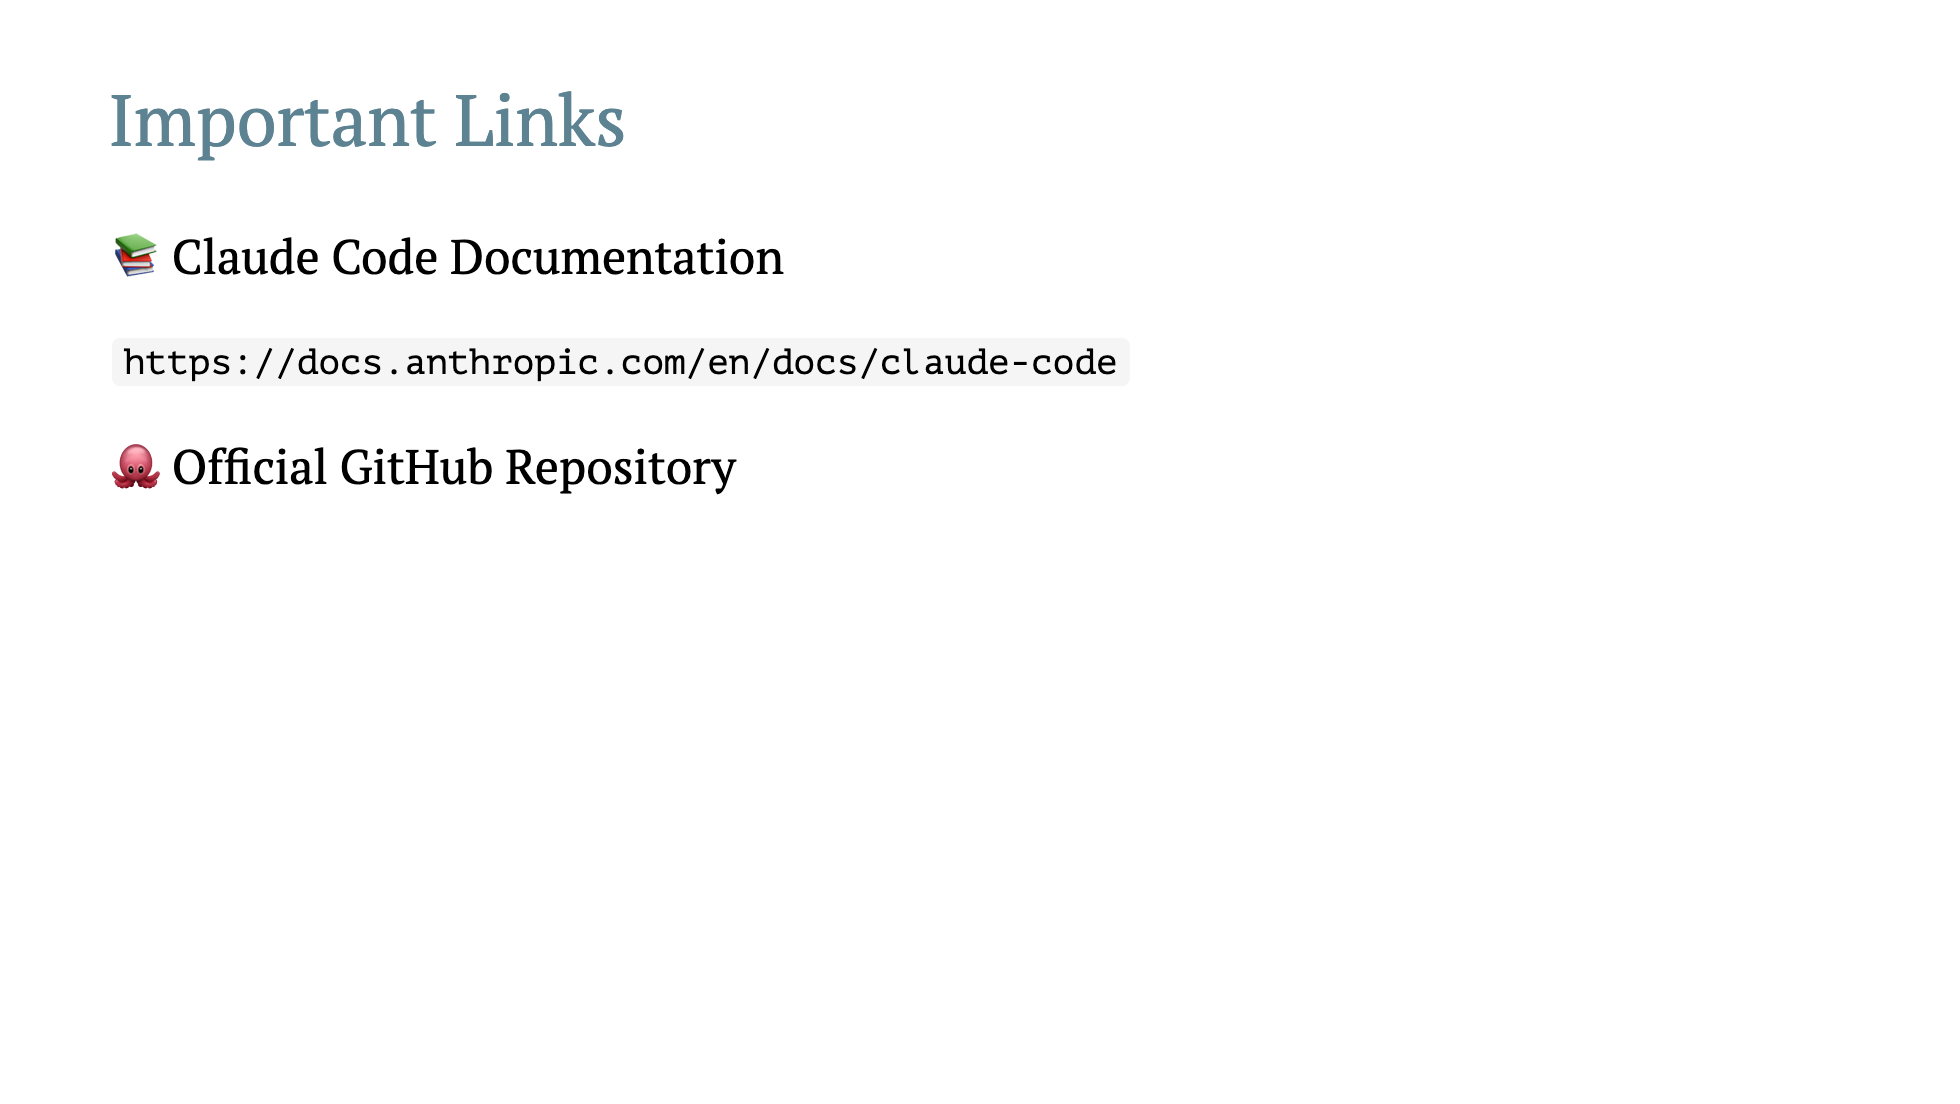 Important Links
📚 Claude Code Documentation
https://docs.anthropic.com/en/docs/claude-code
🐙 Official GitHub Repository